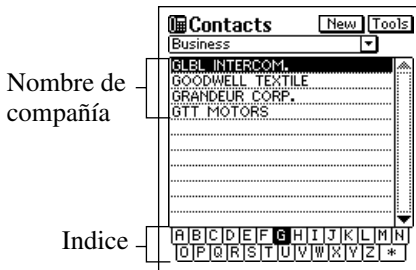 Contacts New Tools
Business
GLBL INTERCOM.
GOODWELL TEXTILE
GRANDEUR CORP.
GTT MOTORS
Nombre de
compañía
Indice
A B C D E F G H I J K L M N
O P Q R S T U V W X Y Z *